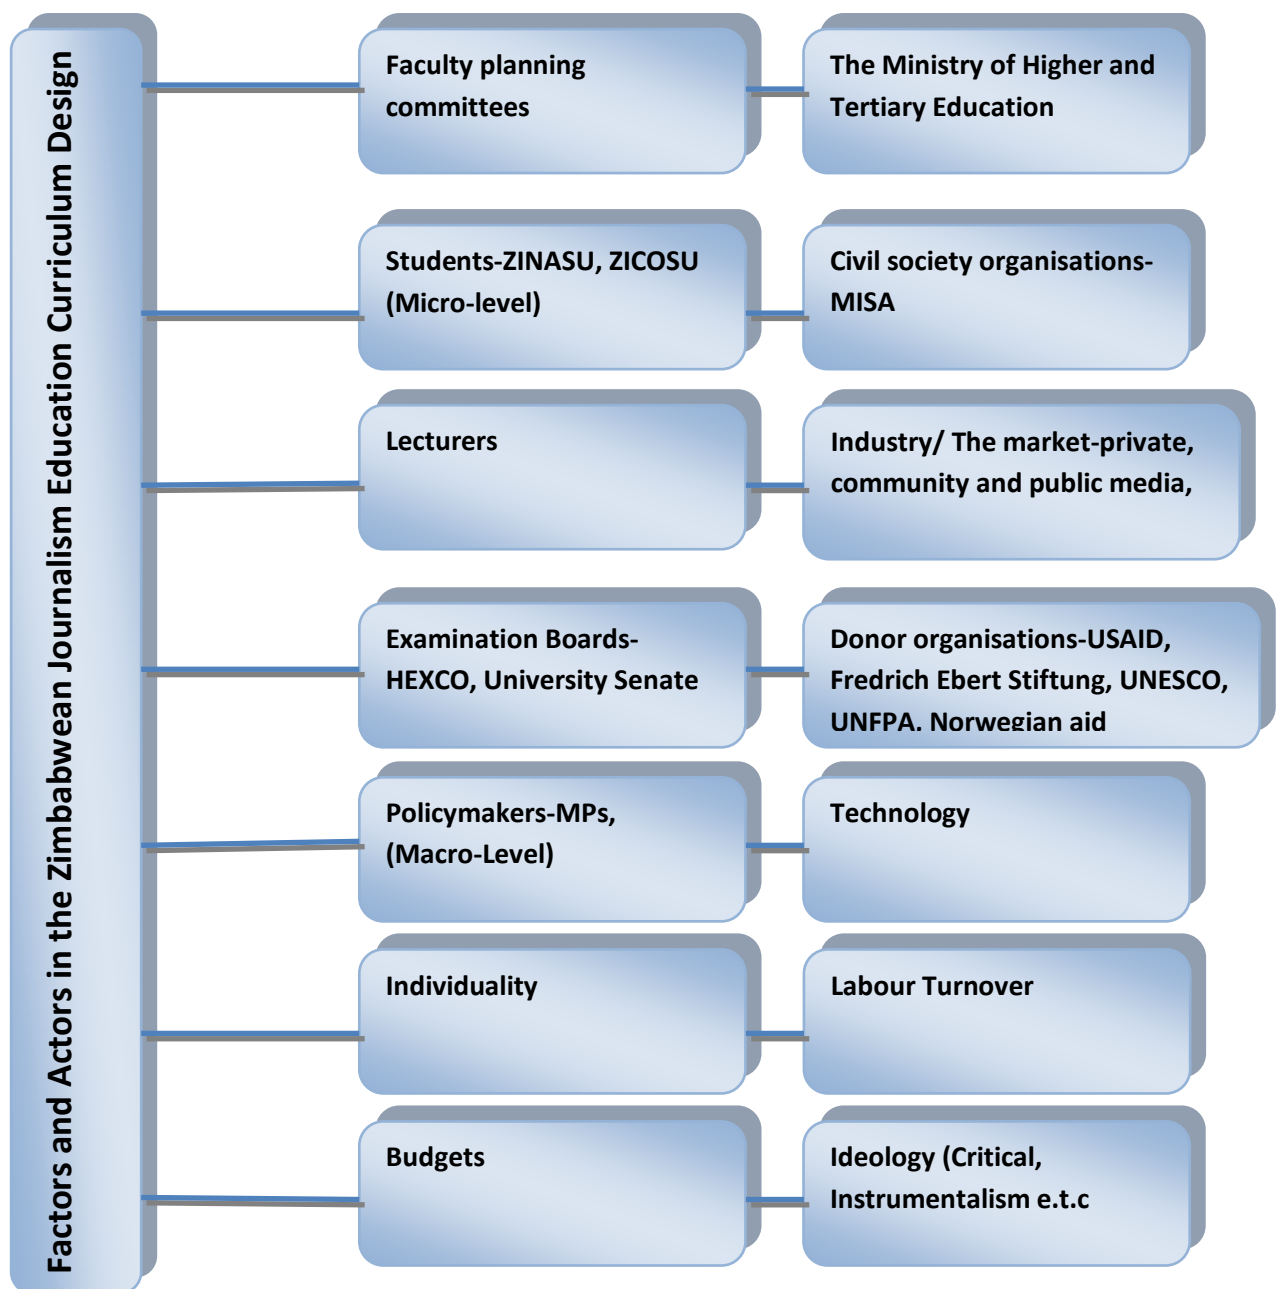 Factors and Actors in the Zimbabwean Journalism Education Curriculum Design
Faculty planning
committees
The Ministry of Higher and
Tertiary Education
Students-ZINASU, ZICOSU
(Micro-level)
Civil society organisations-
MISA
Lecturers
Industry/ The market-private,
community and public media,
Examination Boards-
HEXCO, University Senate
Donor organisations-USAID,
Fredrich Ebert Stiftung, UNESCO,
UNFPA. Norwegian aid
Policymakers-MPs,
(Macro-Level)
Technology
Individuality
Labour Turnover
Budgets
Ideology (Critical,
Instrumentalism e.t.c